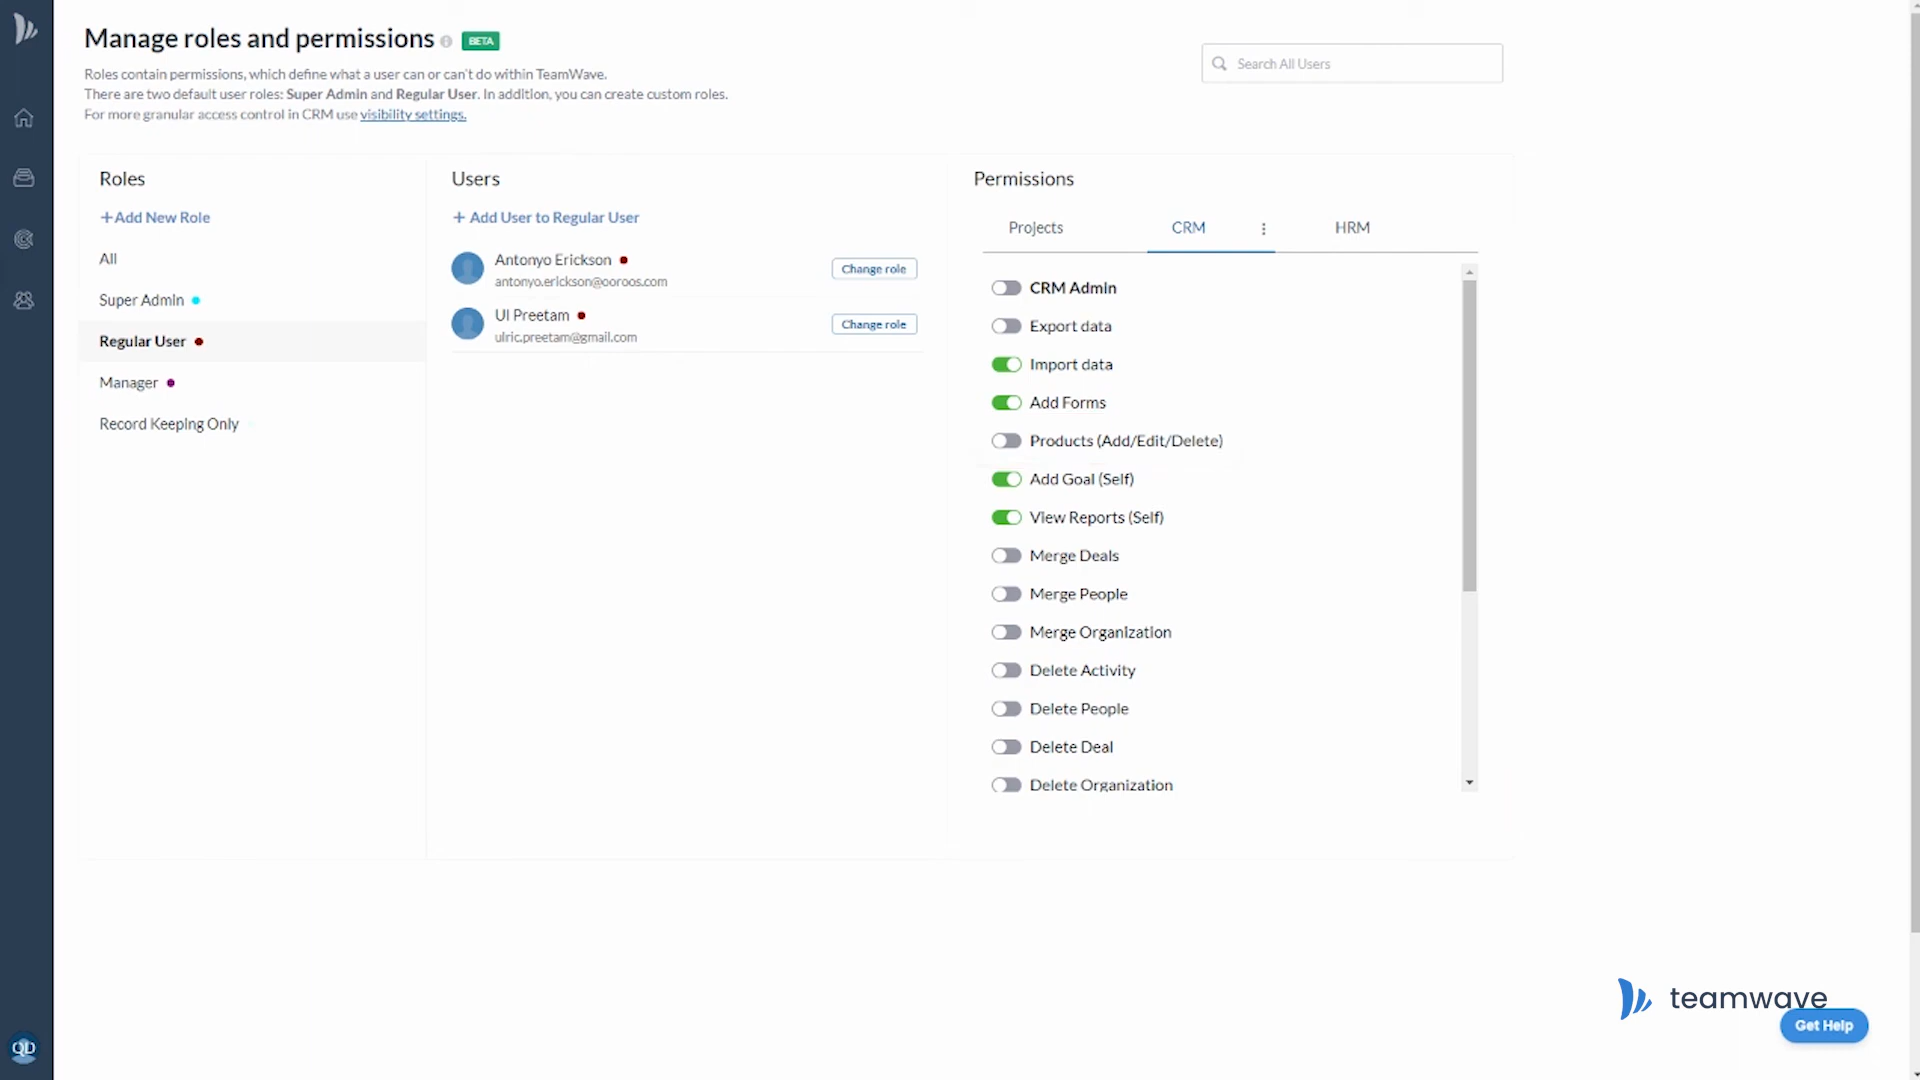 Manage roles and permissions BETA
Roles contain permissions, which define what a user can or can't do within TeamWave.
There are two default user roles: Super Admin and Regular User. In addition, you can create custom roles.
For more granular access control in CRM use visibility settings.
Search All Users
Roles
+Add New Role
All
Super Admin
Regular User
Manager
Record Keeping Only
Users
+ Add User to Regular User
Antonyo Erickson
antonyo.erickson@ooroos.com
Change role
Ul Preetam
ulric.preetam@gmail.com
Change role
Permissions
Projects CRM HRM
CRM Admin
Export data
Import data
Add Forms
Products (Add/Edit/Delete)
Add Goal (Self)
View Reports (Self)
Merge Deals
Merge People
Merge Organization
Delete Activity
Delete People
Delete Deal
Delete Organization
QD
teamwave
Get Help